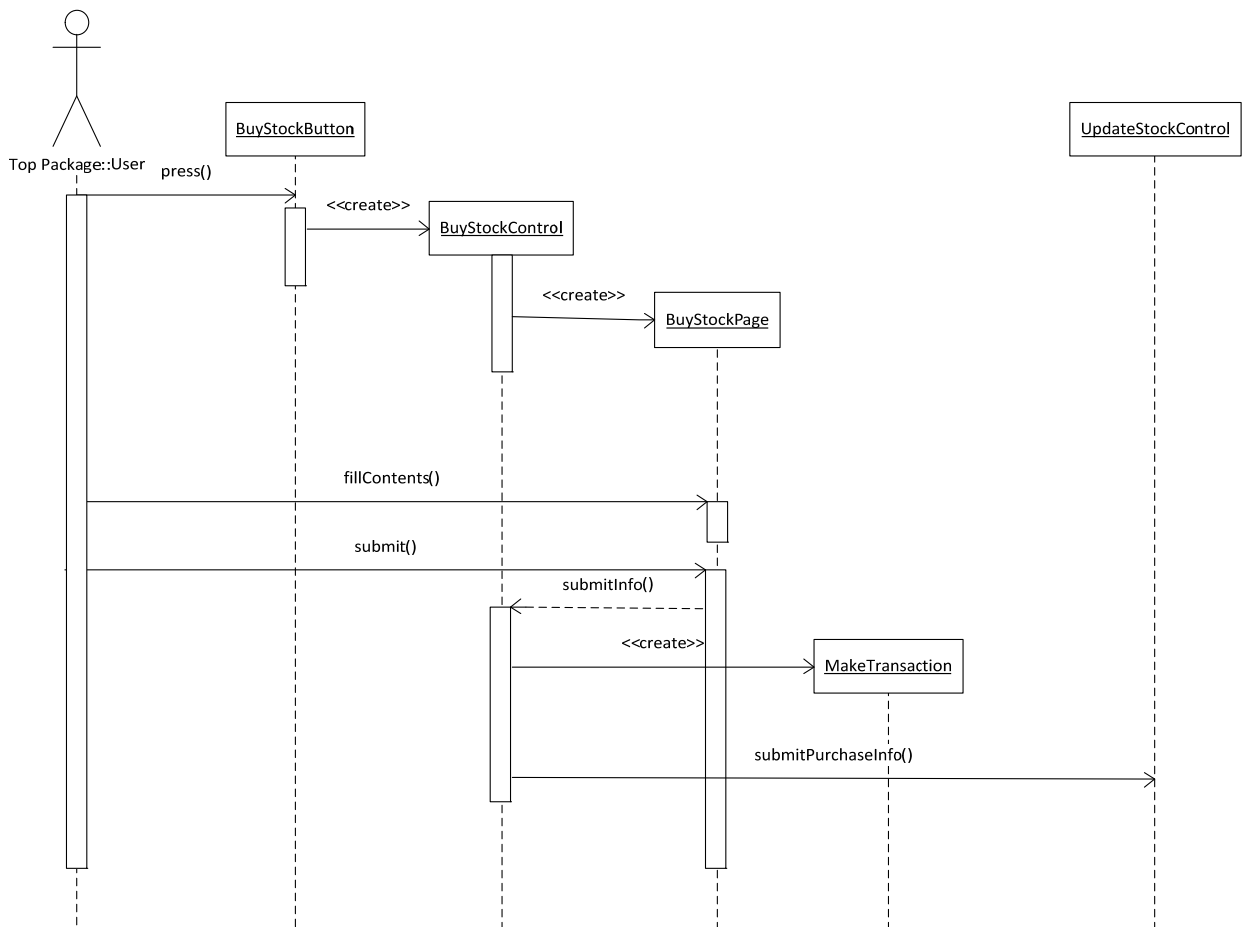 BuyStockButton
UpdateStockControl
Top Package::User
press()
<<create>>
BuyStockControl
<<create>>
BuyStockPage
fillContents()
submit()
submitInfo()
<<create>>
MakeTransaction
submitPurchaseInfo()